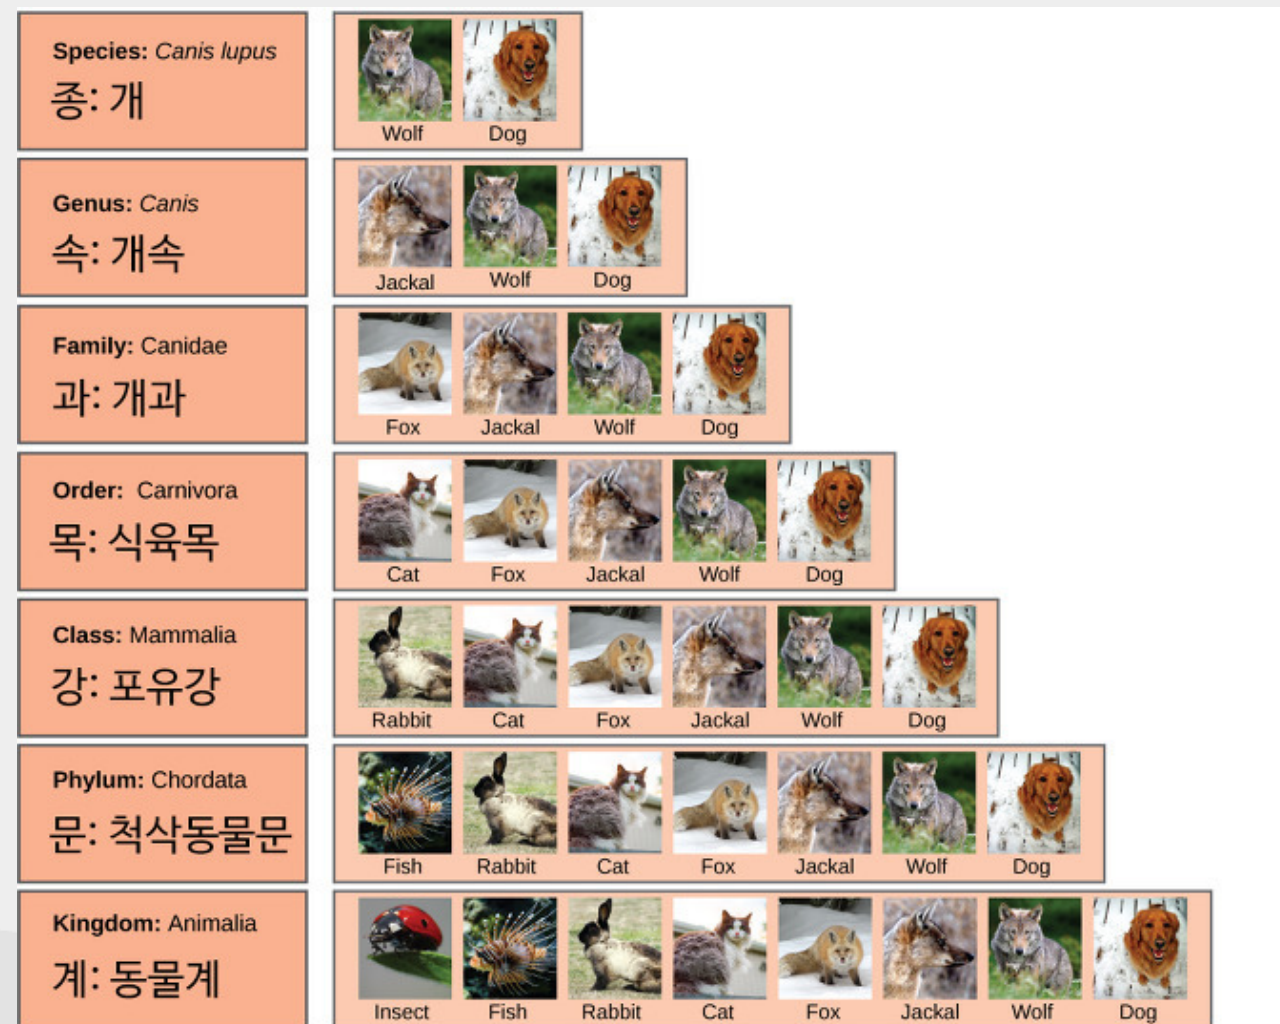 Species: Canis lupus
종: 개
Wolf Dog
Genus: Canis
속: 개속
Jackal Wolf Dog
Family: Canidae
과: 개과
Fox Jackal Wolf Dog
Order: Carnivora
목: 식육목
Cat Fox Jackal Wolf Dog
Class: Mammalia
강: 포유강
Rabbit Cat Fox Jackal Wolf Dog
Phylum: Chordata
문: 척삭동물문
Fish Rabbit Cat Fox Jackal Wolf Dog
Kingdom: Animalia
계: 동물계
Insect Fish Rabbit Cat Fox Jackal Wolf Dog